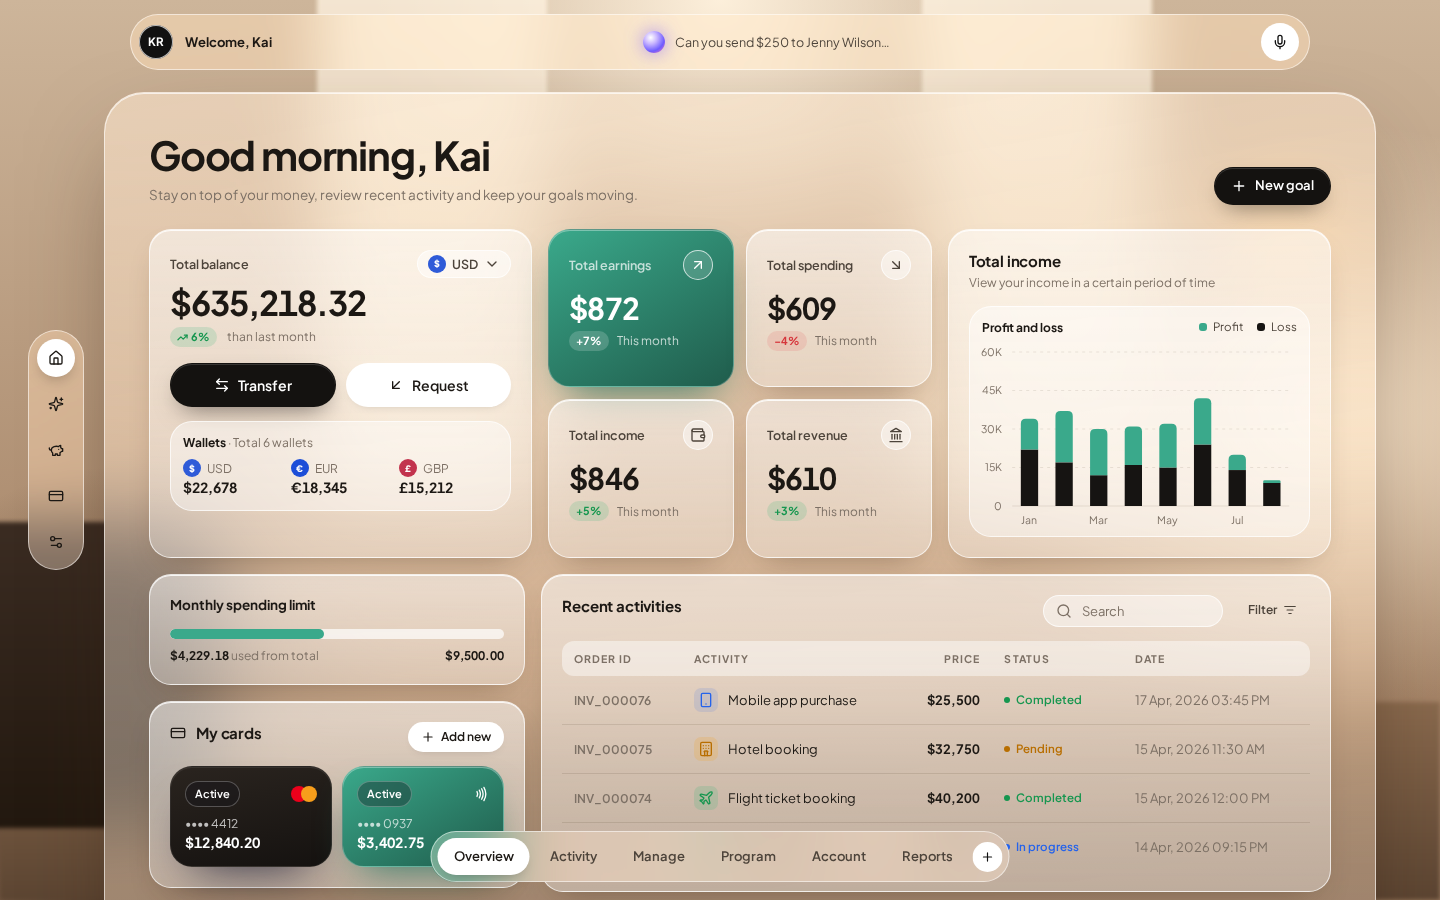 KR
Welcome, Kai
Can you send $250 to Jenny Wilson...
Good morning, Kai
Stay on top of your money, review recent activity and keep your goals moving.
New goal
Total balance
$ USD
$635,218.32
6% than last month
Transfer
Request
Wallets · Total 6 wallets
$ USD
€ EUR
£ GBP
$22,678
€18,345
£15,212
Total earnings
$872
+7% This month
Total spending
$609
-4% This month
Total income
$846
+5% This month
Total revenue
$610
+3% This month
Total income
View your income in a certain period of time
Profit and loss
Profit
Loss
60K
45K
30K
15K
0
Jan
Mar
May
Jul
Monthly spending limit
$4,229.18 used from total
$9,500.00
My cards
Add new
Active
•••• 4412
$12,840.20
Active
•••• 0937
$3,402.75
Recent activities
Search
Filter
ORDER ID ACTIVITY PRICE STATUS DATE
INV_000076 Mobile app purchase $25,500 Completed 17 Apr, 2026 03:45 PM
INV_000075 Hotel booking $32,750 Pending 15 Apr, 2026 11:30 AM
INV_000074 Flight ticket booking $40,200 Completed 15 Apr, 2026 12:00 PM
In progress 14 Apr, 2026 09:15 PM
Overview
Activity
Manage
Program
Account
Reports